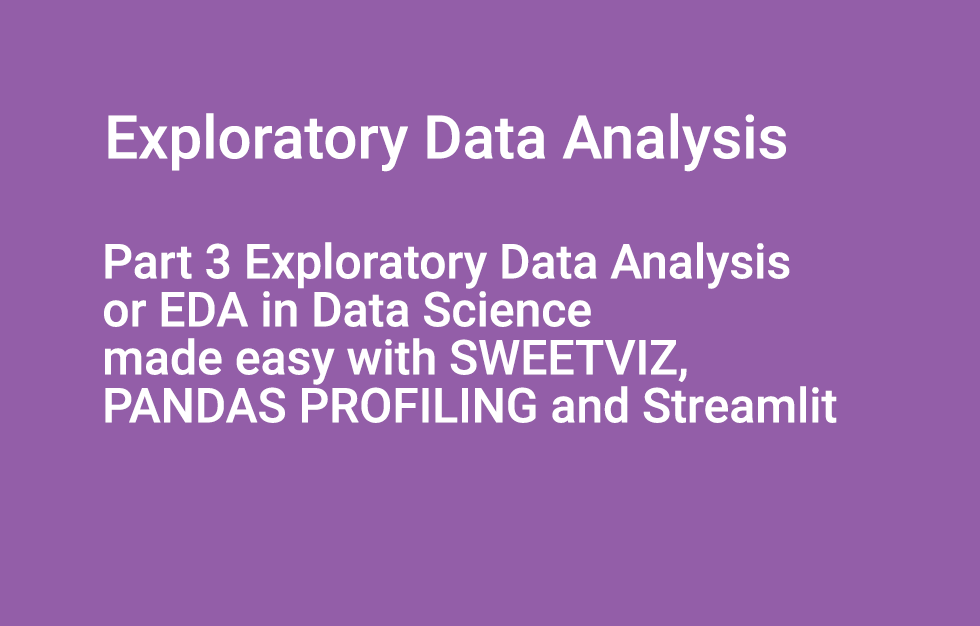 Exploratory Data Analysis
Part 3 Exploratory Data Analysis
or EDA in Data Science
made easy with SWEETVIZ,
PANDAS PROFILING and Streamlit